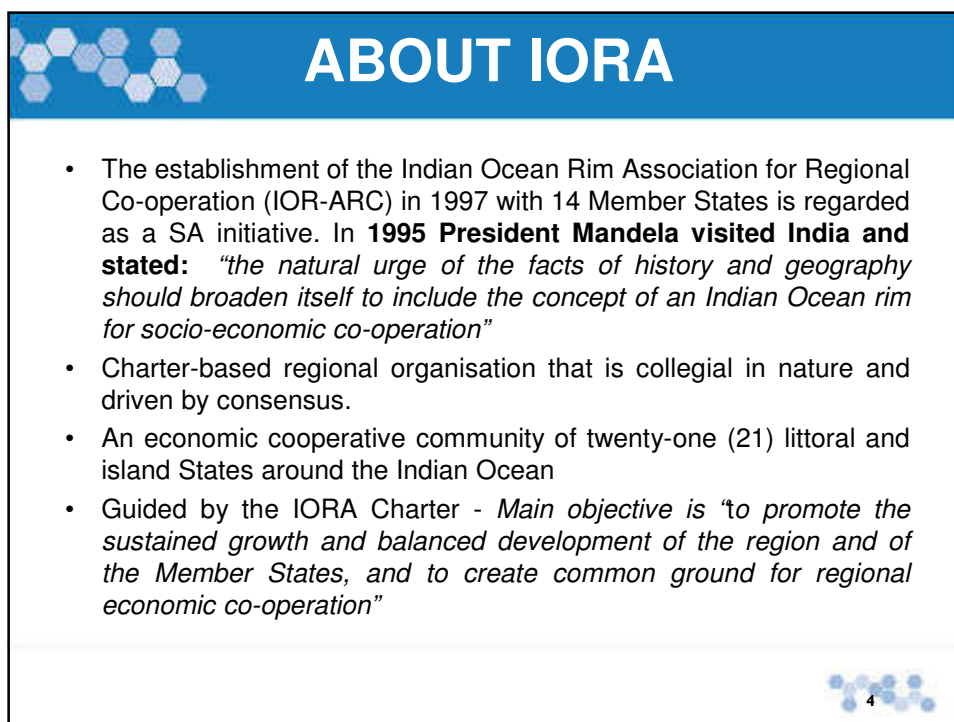 ABOUT IORA
• The establishment of the Indian Ocean Rim Association for Regional
Co-operation (IOR-ARC) in 1997 with 14 Member States is regarded
as a SA initiative. In 1995 President Mandela visited India and
stated: “the natural urge of the facts of history and geography
should broaden itself to include the concept of an Indian Ocean rim
for socio-economic co-operation”
• Charter-based regional organisation that is collegial in nature and
driven by consensus.
• An economic cooperative community of twenty-one (21) littoral and
island States around the Indian Ocean
• Guided by the IORA Charter - Main objective is “to promote the
sustained growth and balanced development of the region and of
the Member States, and to create common ground for regional
economic co-operation”
4